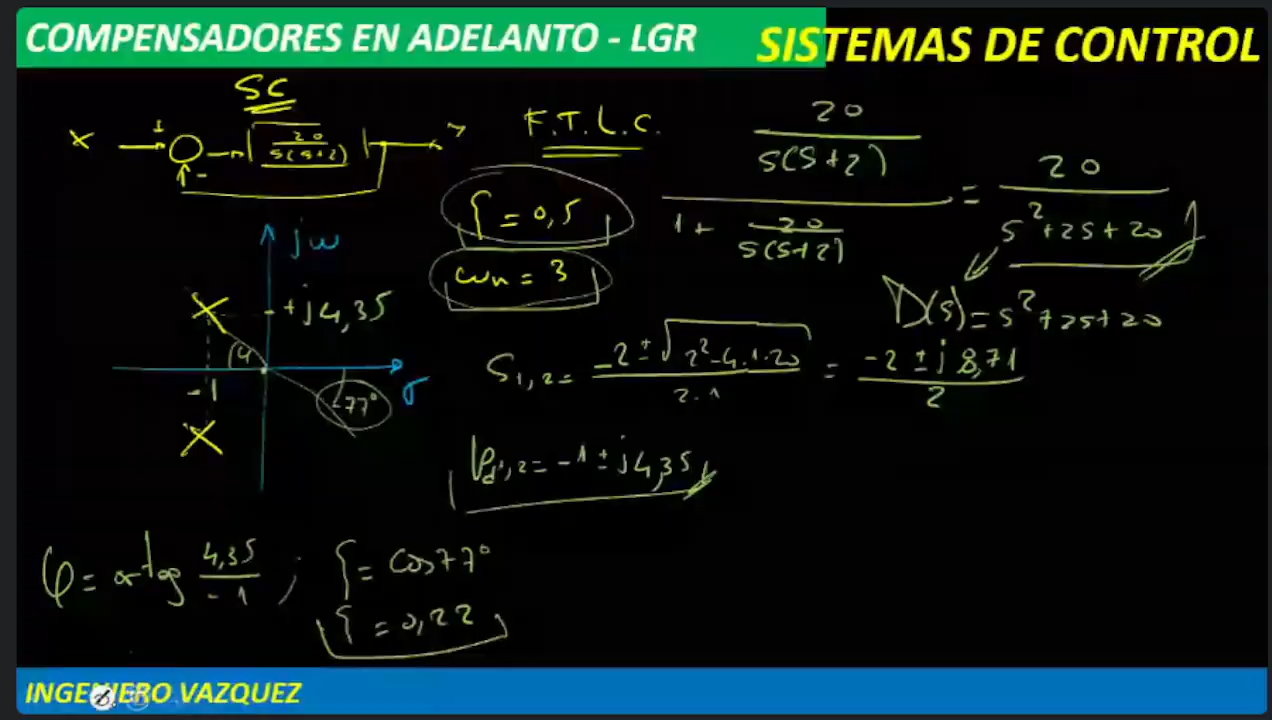 COMPENSADORES EN ADELANTO - LGR
SISTEMAS DE CONTROL
SC
X + - 20 / S(S+2) Y
F.T.L.C.
20 / S(S+2) / 1 + 20 / S(S+2) = 20 / S²+2S+20
ζ = 0,5
ωn = 3
D(s) = S²+2S+20
jω
+j4,35
φ
-1
-77°
σ
S1,2 = -2 ± √2²-4.1.20 / 2.1 = -2 ± j 8,71 / 2
Pd1,2 = -1 ± j4,35
φ = artog 4,35 / -1 ; ζ = cos77°
ζ = 0,22
INGENIERO VAZQUEZ